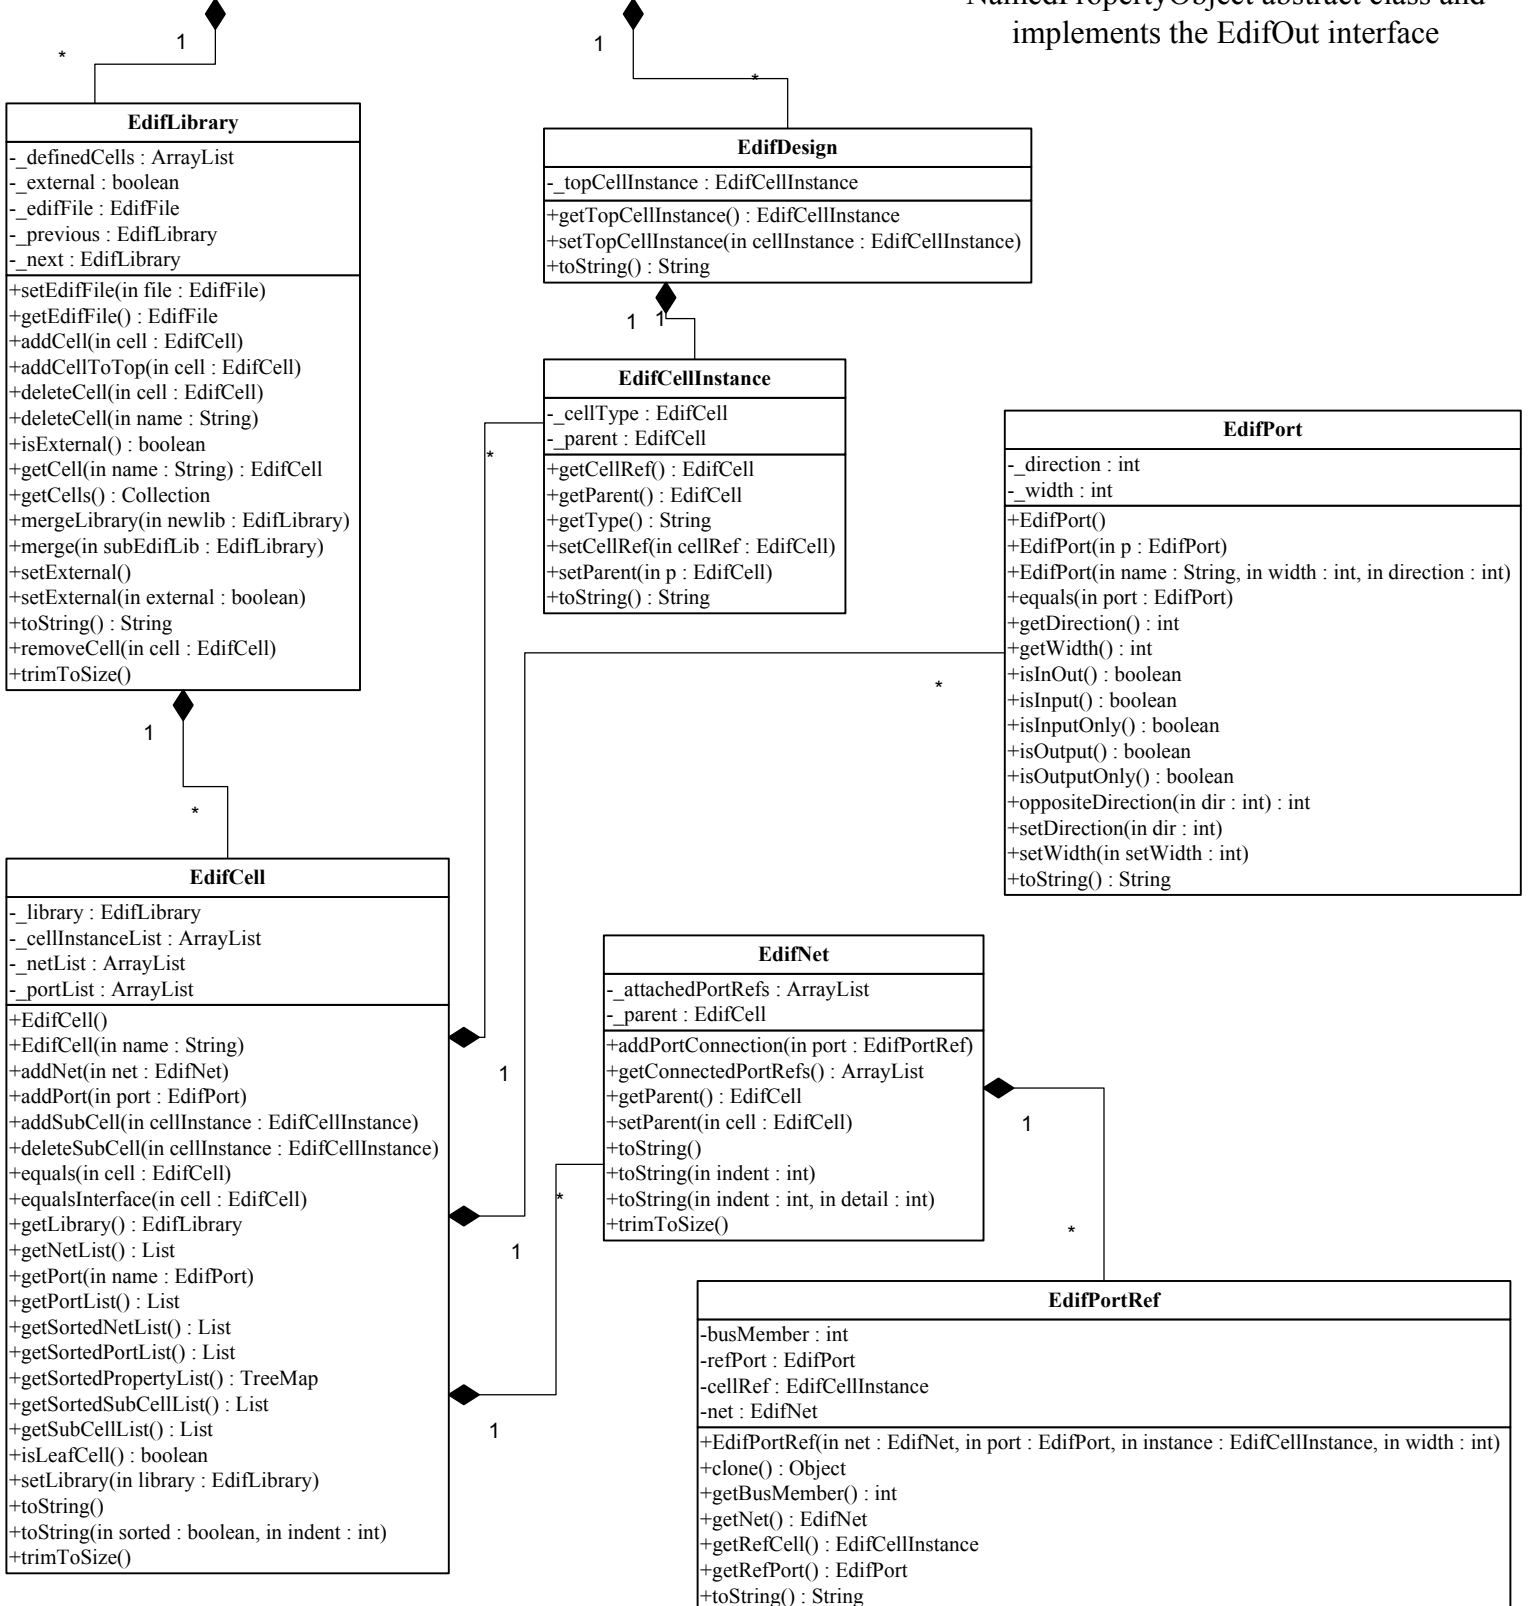 NamedPropertyObject abstract class and
implements the EdifOut interface
1
*
1
*
EdifLibrary
-_definedCells : ArrayList
-_external : boolean
-_edifFile : EdifFile
-_previous : EdifLibrary
-_next : EdifLibrary
+setEdifFile(in file : EdifFile)
+getEdifFile() : EdifFile
+addCell(in cell : EdifCell)
+addCellToTop(in cell : EdifCell)
+deleteCell(in cell : EdifCell)
+deleteCell(in name : String)
+isExternal() : boolean
+getCell(in name : String) : EdifCell
+getCells() : Collection
+mergeLibrary(in newlib : EdifLibrary)
+merge(in subEdifLib : EdifLibrary)
+setExternal()
+setExternal(in external : boolean)
+toString() : String
+removeCell(in cell : EdifCell)
+trimToSize()
EdifDesign
-_topCellInstance : EdifCellInstance
+getTopCellInstance() : EdifCellInstance
+setTopCellInstance(in cellInstance : EdifCellInstance)
+toString() : String
1
1
EdifCellInstance
-_cellType : EdifCell
-_parent : EdifCell
+getCellRef() : EdifCell
+getParent() : EdifCell
+getType() : String
+setCellRef(in cellRef : EdifCell)
+setParent(in p : EdifCell)
+toString() : String
*
EdifPort
-_direction : int
-_width : int
+EdifPort()
+EdifPort(in p : EdifPort)
+EdifPort(in name : String, in width : int, in direction : int)
+equals(in port : EdifPort)
+getDirection() : int
+getWidth() : int
+isInOut() : boolean
+isInput() : boolean
+isInputOnly() : boolean
+isOutput() : boolean
+isOutputOnly() : boolean
+oppositeDirection(in dir : int) : int
+setDirection(in dir : int)
+setWidth(in setWidth : int)
+toString() : String
*
1
*
EdifCell
-_library : EdifLibrary
-_cellInstanceList : ArrayList
-_netList : ArrayList
-_portList : ArrayList
+EdifCell()
+EdifCell(in name : String)
+addNet(in net : EdifNet)
+addPort(in port : EdifPort)
+addSubCell(in cellInstance : EdifCellInstance)
+deleteSubCell(in cellInstance : EdifCellInstance)
+equals(in cell : EdifCell)
+equalsInterface(in cell : EdifCell)
+getLibrary() : EdifLibrary
+getNetList() : List
+getPort(in name : EdifPort)
+getPortList() : List
+getSortedNetList() : List
+getSortedPortList() : List
+getSortedPropertyList() : TreeMap
+getSortedSubCellList() : List
+getSubCellList() : List
+isLeafCell() : boolean
+setLibrary(in library : EdifLibrary)
+toString()
+toString(in sorted : boolean, in indent : int)
+trimToSize()
1
1
1
*
EdifNet
-_attachedPortRefs : ArrayList
-_parent : EdifCell
+addPortConnection(in port : EdifPortRef)
+getConnectedPortRefs() : ArrayList
+getParent() : EdifCell
+setParent(in cell : EdifCell)
+toString()
+toString(in indent : int)
+toString(in indent : int, in detail : int)
+trimToSize()
1
*
EdifPortRef
-busMember : int
-refPort : EdifPort
-cellRef : EdifCellInstance
-net : EdifNet
+EdifPortRef(in net : EdifNet, in port : EdifPort, in instance : EdifCellInstance, in width : int)
+clone() : Object
+getBusMember() : int
+getNet() : EdifNet
+getRefCell() : EdifCellInstance
+getRefPort() : EdifPort
+toString() : String